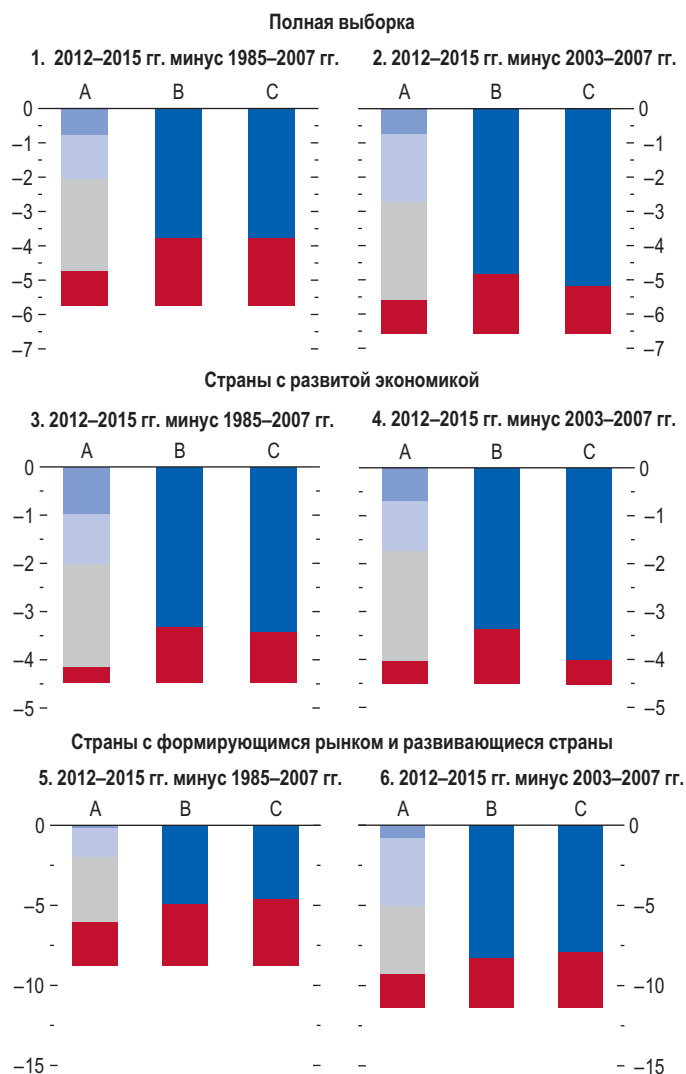 Полная выборка
1. 2012–2015 гг. минус 1985–2007 гг.
2. 2012–2015 гг. минус 2003–2007 гг.
A B C
A B C
0
–1
–2
–3
–4
–5
–6
–7
0
–1
–2
–3
–4
–5
–6
–7
Страны с развитой экономикой
3. 2012–2015 гг. минус 1985–2007 гг.
4. 2012–2015 гг. минус 2003–2007 гг.
A B C
A B C
0
–1
–2
–3
–4
–5
0
–1
–2
–3
–4
–5
Страны с формирующимся рынком и развивающиеся страны
5. 2012–2015 гг. минус 1985–2007 гг.
6. 2012–2015 гг. минус 2003–2007 гг.
A B C
A B C
0
–5
–10
–15
0
–5
–10
–15